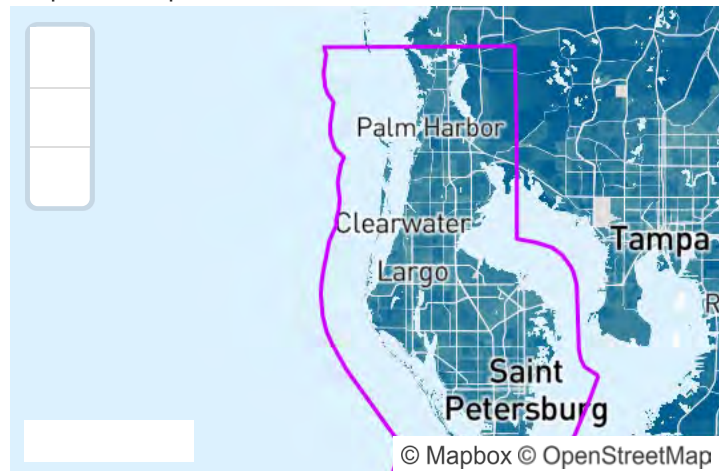 Palm Harbor
Clearwater
Tampa
Largo
R
Saint
Petersburg
© Mapbox © OpenStreetMap